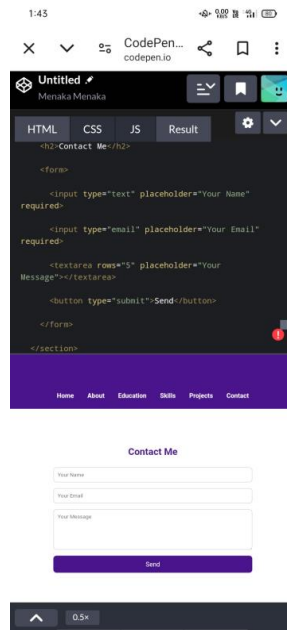 1:43
CodePen...
codepen.io
Untitled
Menaka Menaka
HTML CSS JS Result
<h2>Contact Me</h2>
<form>
<input type="text" placeholder="Your Name"
required>
<input type="email" placeholder="Your Email"
required>
<textarea rows="5" placeholder="Your
Message"></textarea>
<button type="submit">Send</button>
</form>
</section>
Home About Education Skills Projects Contact
Contact Me
Your Name
Your Email
Your Message
Send
0.5×